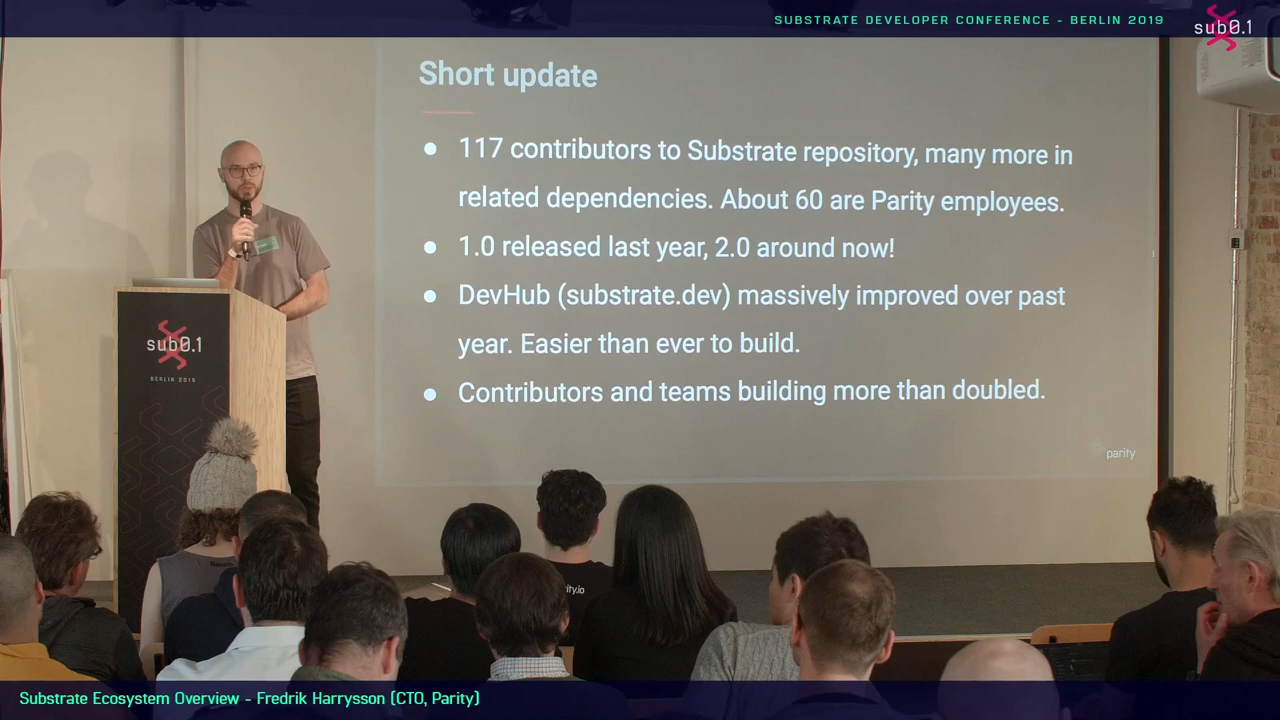 SUBSTRATE DEVELOPER CONFERENCE - BERLIN 2019
sub0.1
Short update
117 contributors to Substrate repository, many more in
related dependencies. About 60 are Parity employees.
1.0 released last year, 2.0 around now!
DevHub (substrate.dev) massively improved over past
year. Easier than ever to build.
Contributors and teams building more than doubled.
parity
sub0.1
BERLIN 2019
ity.io
Substrate Ecosystem Overview - Fredrik Harrysson (CTO, Parity)